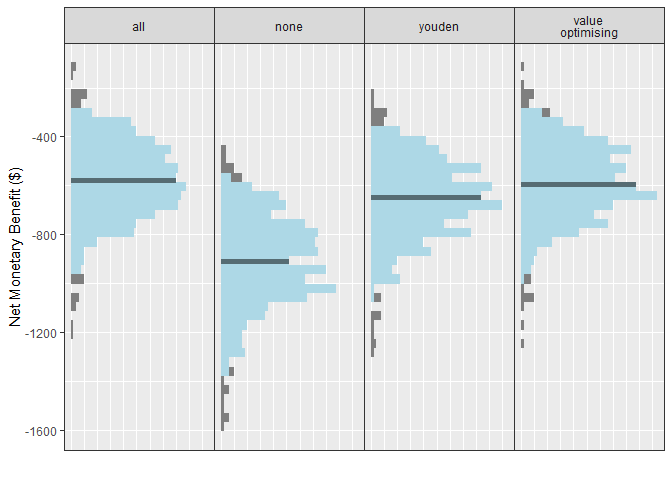 all
none
youden
value
optimising
Net Monetary Benefit ($)
-400
-800
-1200
-1600